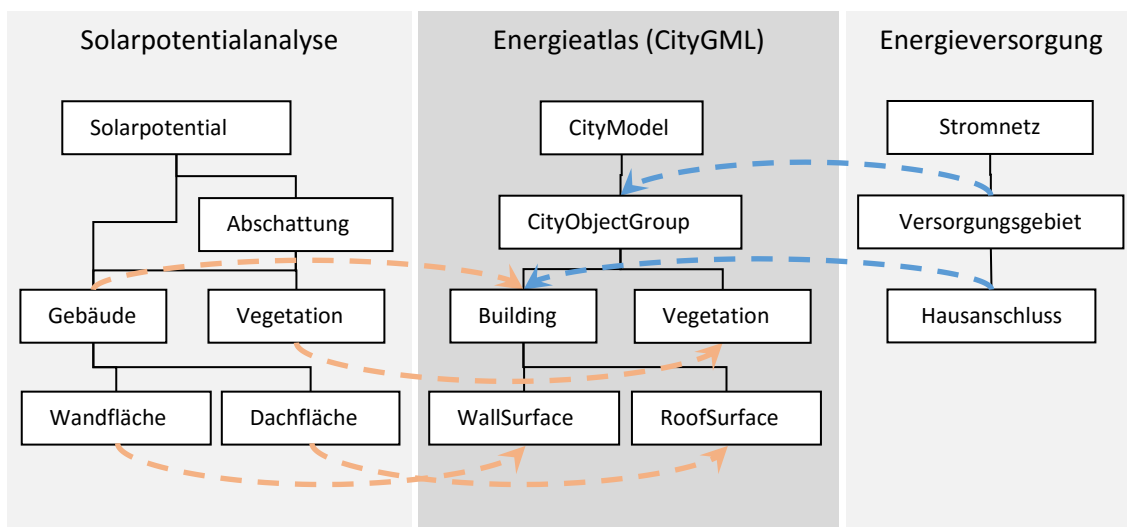 Solarpotentialanalyse
Solarpotential
Abschattung
Gebäude
Vegetation
Wandfläche
Dachfläche
Energieatlas (CityGML)
CityModel
CityObjectGroup
Building
Vegetation
WallSurface
RoofSurface
Energieversorgung
Stromnetz
Versorgungsgebiet
Hausanschluss